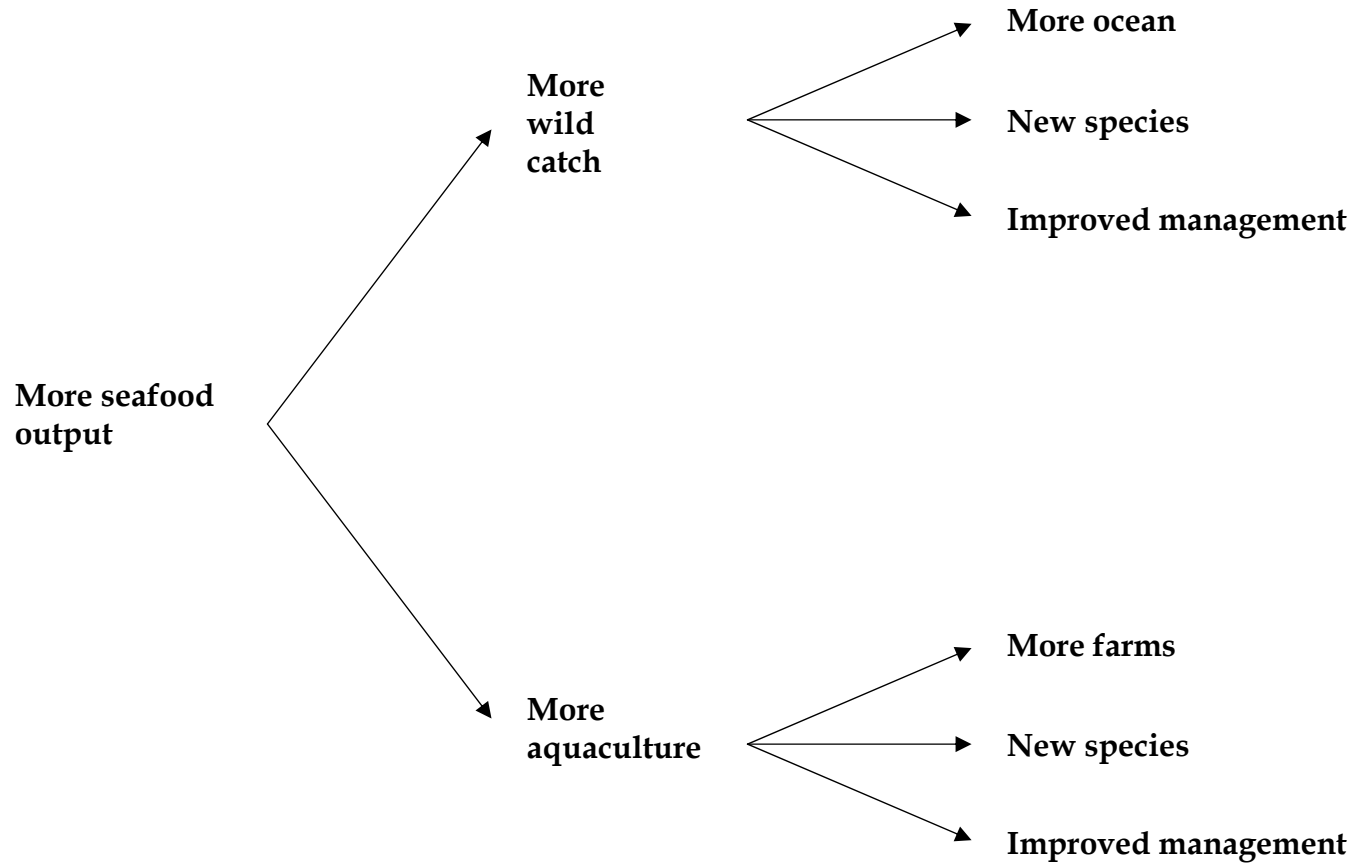 More ocean
More
wild
catch
New species
Improved management
More seafood
output
More farms
More
aquaculture
New species
Improved management